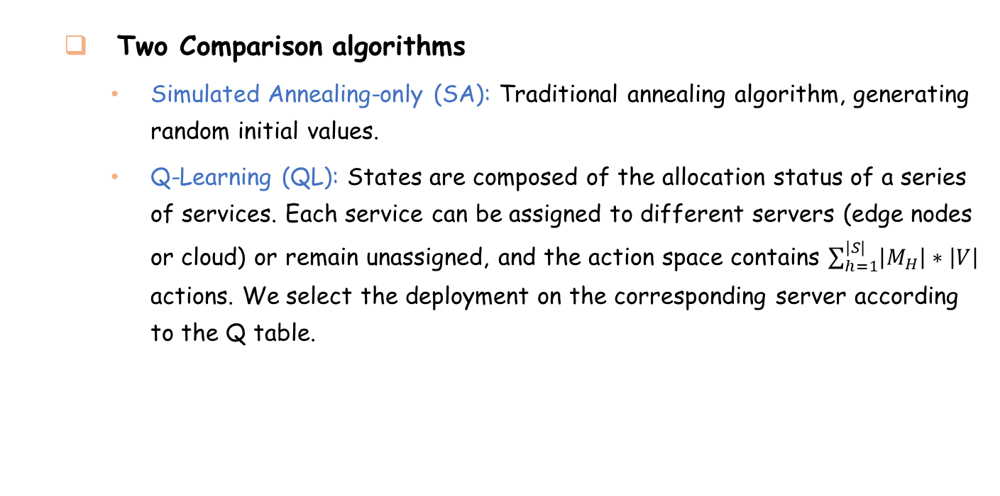 Two Comparison algorithms
Simulated Annealing-only (SA): Traditional annealing algorithm, generating
random initial values.
Q-Learning (QL): States are composed of the allocation status of a series
of services. Each service can be assigned to different servers (edge nodes
or cloud) or remain unassigned, and the action space contains ∑_{h=1}^{|S|}|M_H| * |V|
actions. We select the deployment on the corresponding server according
to the Q table.